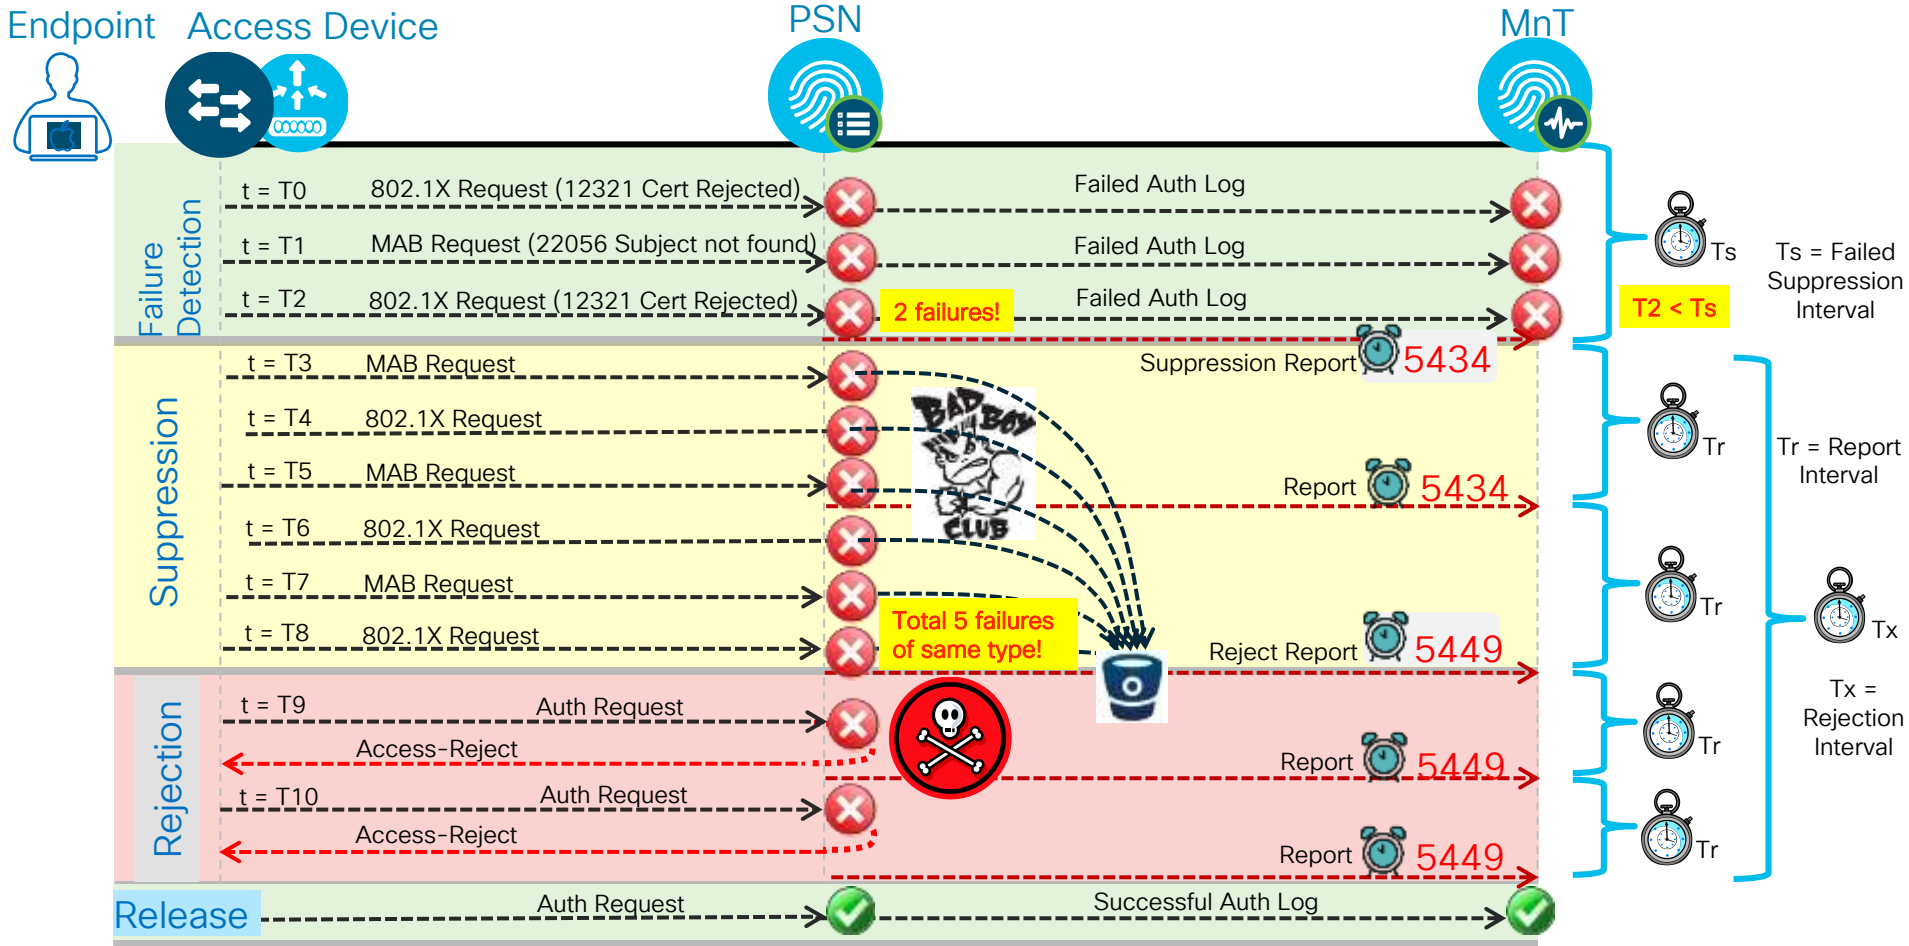 Endpoint
Access Device
PSN
MnT
Failure
Detection
t = T0
802.1X Request (12321 Cert Rejected)
Failed Auth Log
t = T1
MAB Request (22056 Subject not found)
Failed Auth Log
t = T2
802.1X Request (12321 Cert Rejected)
2 failures!
Failed Auth Log
Ts
T2 < Ts
Ts = Failed
Suppression
Interval
Suppression
t = T3
MAB Request
Suppression Report
5434
t = T4
802.1X Request
BAD BOY
CLUB
t = T5
MAB Request
Report
5434
Tr
Tr = Report
Interval
t = T6
802.1X Request
t = T7
MAB Request
Total 5 failures
of same type!
t = T8
802.1X Request
Reject Report
5449
Tr
Tx
Tx =
Rejection
Interval
Rejection
t = T9
Auth Request
Access-Reject
Report
5449
Tr
t = T10
Auth Request
Access-Reject
Report
5449
Tr
Release
Auth Request
Successful Auth Log